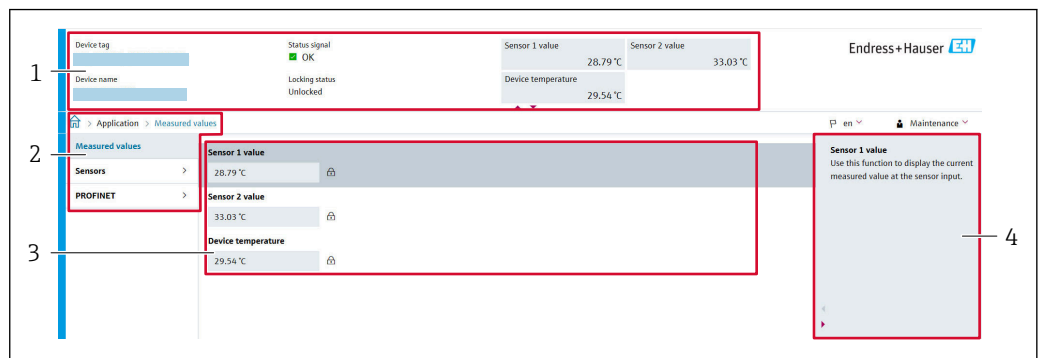 Device tag
Status signal
OK
Sensor 1 value
28.79 °C
Sensor 2 value
33.03 °C
Endress+Hauser EH
1
Device name
Locking status
Unlocked
Device temperature
29.54 °C
> Application > Measured values
en
Maintenance
2
Measured values
Sensors >
PROFINET >
Sensor 1 value
28.79 °C
Sensor 2 value
33.03 °C
3
Device temperature
29.54 °C
Sensor 1 value
Use this function to display the current
measured value at the sensor input.
4